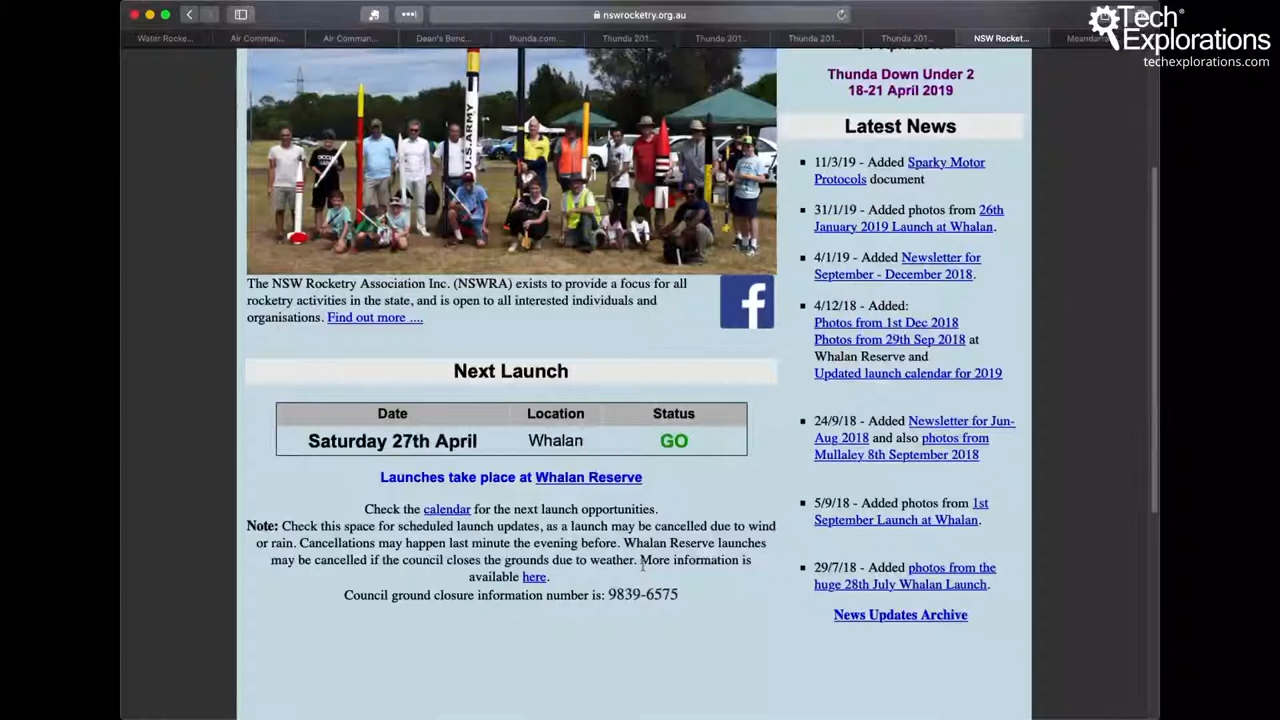 nswrocketry.org.au
Tech®
Explorations
techexplorations.com
Water Rocke...
Air Comman...
Air Comman...
Dean's Benc...
thunda.com....
Thunda 201...
Thunda 201...
Thunda 201...
Thunda 201...
NSW Rocket...
U.S.ARMY
Thunda Down Under 2
18-21 April 2019
Latest News
11/3/19 - Added Sparky Motor
Protocols document
31/1/19 - Added photos from 26th
January 2019 Launch at Whalan.
4/1/19 - Added Newsletter for
September - December 2018.
4/12/18 - Added:
Photos from 1st Dec 2018
Photos from 29th Sep 2018 at
Whalan Reserve and
Updated launch calendar for 2019
24/9/18 - Added Newsletter for Jun-
Aug 2018 and also photos from
Mullaley 8th September 2018
5/9/18 - Added photos from 1st
September Launch at Whalan.
29/7/18 - Added photos from the
huge 28th July Whalan Launch.
News Updates Archive
The NSW Rocketry Association Inc. (NSWRA) exists to provide a focus for all
rocketry activities in the state, and is open to all interested individuals and
organisations. Find out more ....
Next Launch
Date Location Status
Saturday 27th April Whalan GO
Launches take place at Whalan Reserve
Check the calendar for the next launch opportunities.
Note: Check this space for scheduled launch updates, as a launch may be cancelled due to wind
or rain. Cancellations may happen last minute the evening before. Whalan Reserve launches
may be cancelled if the council closes the grounds due to weather. More information is
available here.
Council ground closure information number is: 9839-6575